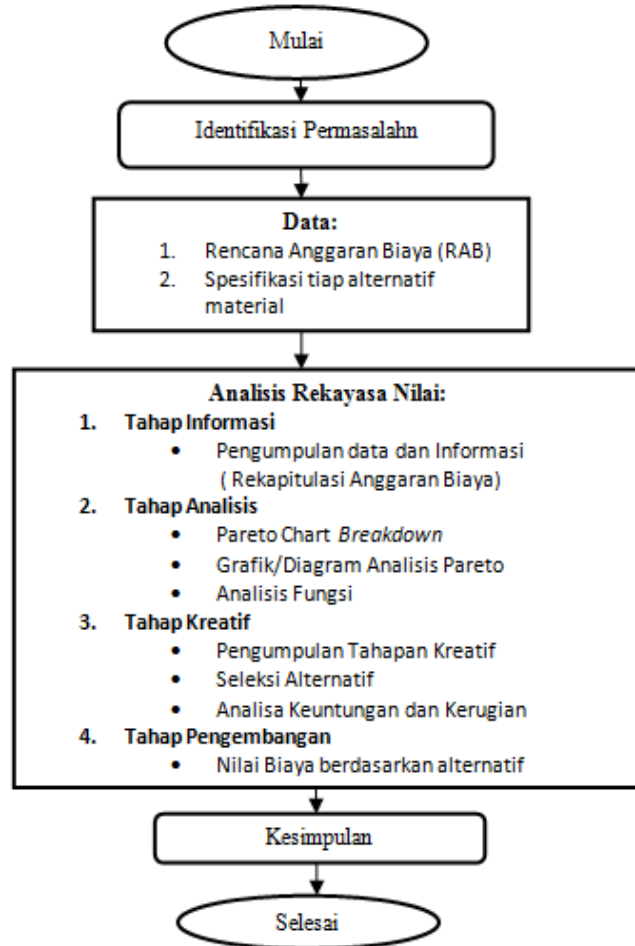 Mulai
Identifikasi Permasalahn
Data:
1. Rencana Anggaran Biaya (RAB)
2. Spesifikasi tiap alternatif
material
Analisis Rekayasa Nilai:
1. Tahap Informasi
• Pengumpulan data dan Informasi
( Rekapitulasi Anggaran Biaya)
2. Tahap Analisis
• Pareto Chart Breakdown
• Grafik/Diagram Analisis Pareto
• Analisis Fungsi
3. Tahap Kreatif
• Pengumpulan Tahapan Kreatif
• Seleksi Alternatif
• Analisa Keuntungan dan Kerugian
4. Tahap Pengembangan
• Nilai Biaya berdasarkan alternatif
Kesimpulan
Selesai